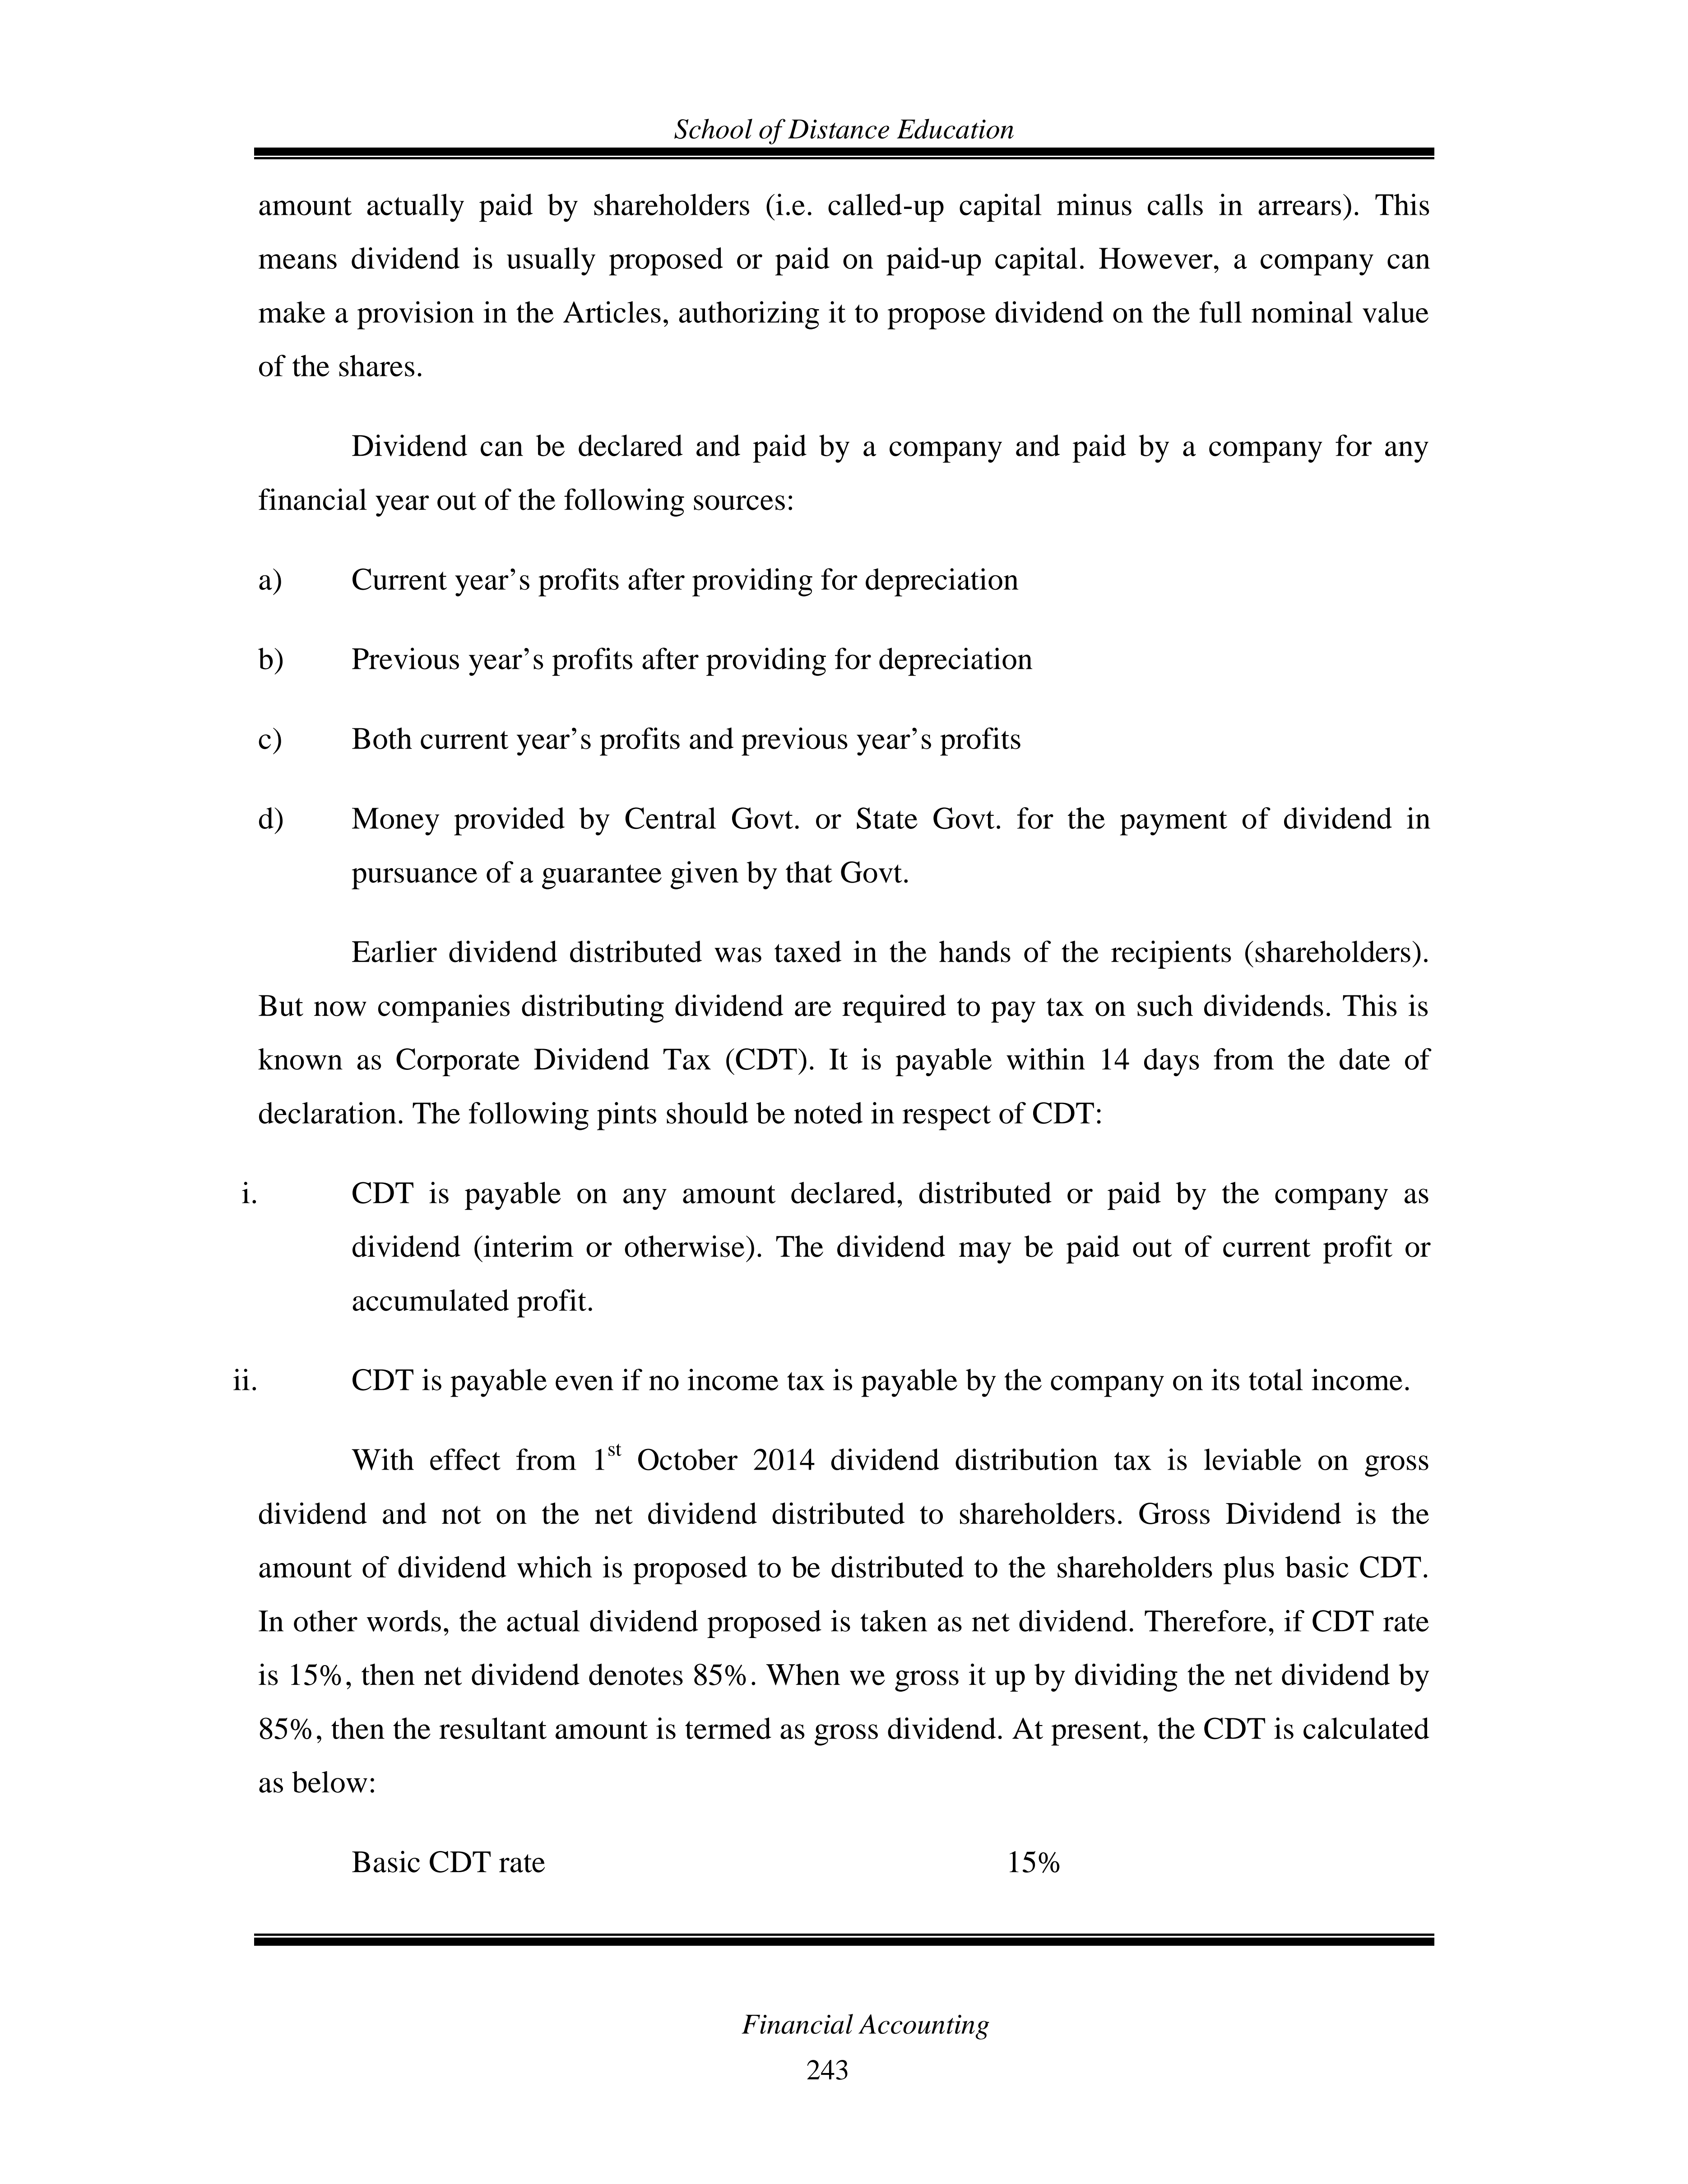 School of Distance Education
amount actually paid by shareholders (i.e. called-up capital minus calls in arrears). This
means dividend is usually proposed or paid on paid-up capital. However, a company can
make a provision in the Articles, authorizing it to propose dividend on the full nominal value
of the shares.
Dividend can be declared and paid by a company and paid by a company for any
financial year out of the following sources:
a) Current year’s profits after providing for depreciation
b) Previous year’s profits after providing for depreciation
c) Both current year’s profits and previous year’s profits
d) Money provided by Central Govt. or State Govt. for the payment of dividend in
pursuance of a guarantee given by that Govt.
Earlier dividend distributed was taxed in the hands of the recipients (shareholders).
But now companies distributing dividend are required to pay tax on such dividends. This is
known as Corporate Dividend Tax (CDT). It is payable within 14 days from the date of
declaration. The following pints should be noted in respect of CDT:
i. CDT is payable on any amount declared, distributed or paid by the company as
dividend (interim or otherwise). The dividend may be paid out of current profit or
accumulated profit.
ii. CDT is payable even if no income tax is payable by the company on its total income.
With effect from 1st October 2014 dividend distribution tax is leviable on gross
dividend and not on the net dividend distributed to shareholders. Gross Dividend is the
amount of dividend which is proposed to be distributed to the shareholders plus basic CDT.
In other words, the actual dividend proposed is taken as net dividend. Therefore, if CDT rate
is 15%, then net dividend denotes 85%. When we gross it up by dividing the net dividend by
85%, then the resultant amount is termed as gross dividend. At present, the CDT is calculated
as below:
Basic CDT rate 15%
Financial Accounting
243